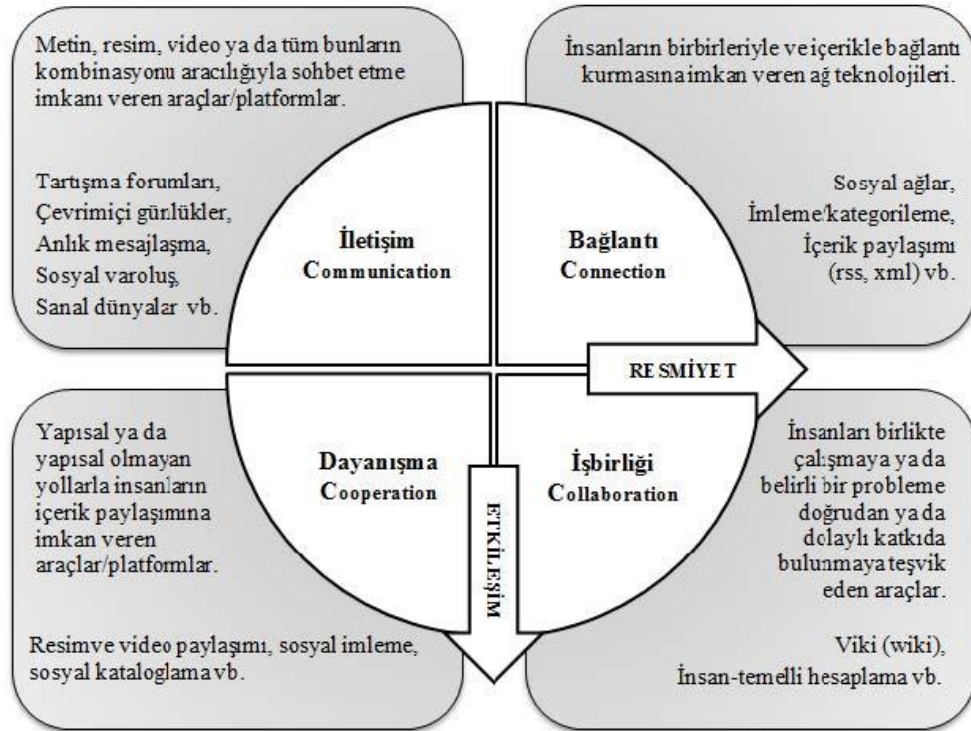 Metin, resim, video ya da tüm bunların
kombinasyonu aracılığıyla sohbet etme
imkanı veren araçlar/platformlar.
Tartışma forumları,
Çevrimiçi günlükler,
Anlık mesajlaşma,
Sosyal varoluş,
Sanal dünyalar vb.
İletişim
Communication
İnsanların birbirleriyle ve içerikle bağlantı
kurmasına imkan veren ağ teknolojileri.
Sosyal ağlar,
İmleme/kategorileme,
İçerik paylaşımı
(rss, xml) vb.
Bağlantı
Connection
RESMİYET
Yapısal ya da
yapısal olmayan
yollarla insanların
içerik paylaşımına
imkan veren
araçlar/platformlar.
Resimve video paylaşımı, sosyal imleme,
sosyal kataloglama vb.
Dayanışma
Cooperation
ETKİLEŞİM
İşbirliği
Collaboration
İnsanları birlikte
çalışmaya ya da
belirli bir probleme
doğrudan ya da
dolaylı katkıda
bulunmaya teşvik
eden araçlar.
Viki (wiki),
İnsan-temelli hesaplama vb.